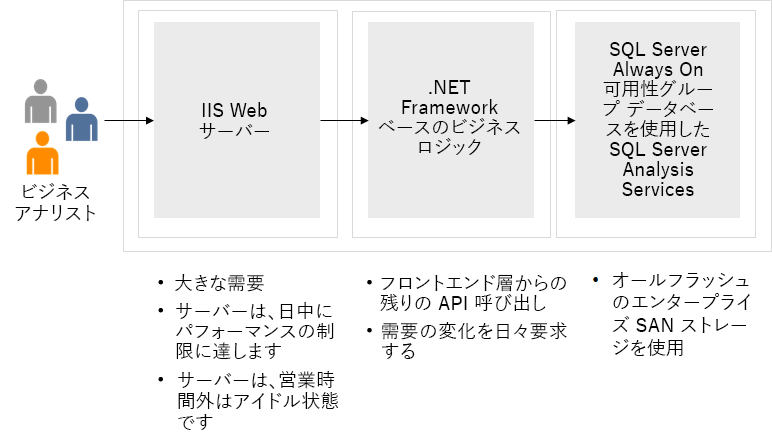 IIS Web
サーバー
.NET
Framework
ベースのビジネス
ロジック
SQL Server
Always On
可用性グルー
プ データベー
スを使用した
SQL Server
Analysis
Services
ビジネス
アナリスト
• 大きな需要
• サーバーは、日中に
パフォーマンスの制
限に達します
• サーバーは、営業時
間外はアイドル状態
です
• フロントエンド層からの
残りの API 呼び出し
• 需要の変化を日々要求
する
• オールフラッシュ
のエンタープライ
ズ SAN ストレー
ジを使用